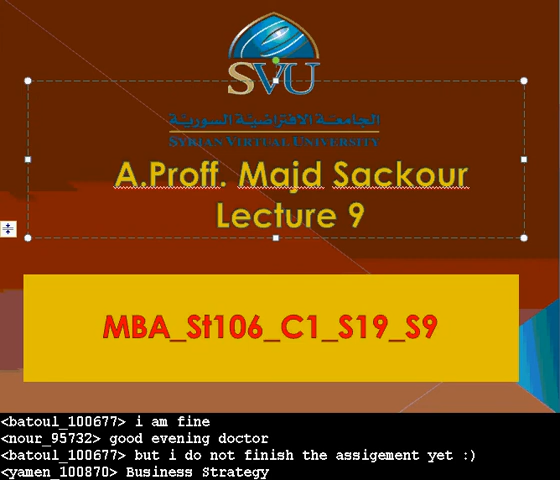 SVU
الجامعة الافتراضية السورية
SYRIAN VIRTUAL UNIVERSITY
A.Proff. Majd Sackour
Lecture 9
MBA_St106_C1_S19_S9
<batoul_100677> i am fine
<nour_95732> good evening doctor
<batoul_100677> but i do not finish the assigement yet :)
<yamen_100870> Business Strategy